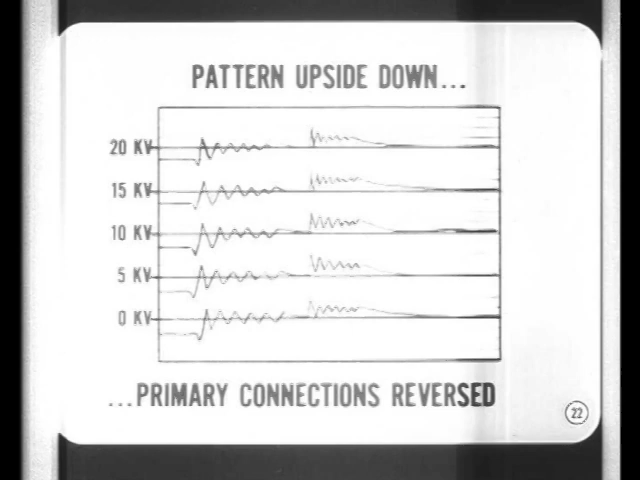 PATTERN UPSIDE DOWN...
20 KV
15 KV
10 KV
5 KV
0 KV
...PRIMARY CONNECTIONS REVERSED
22